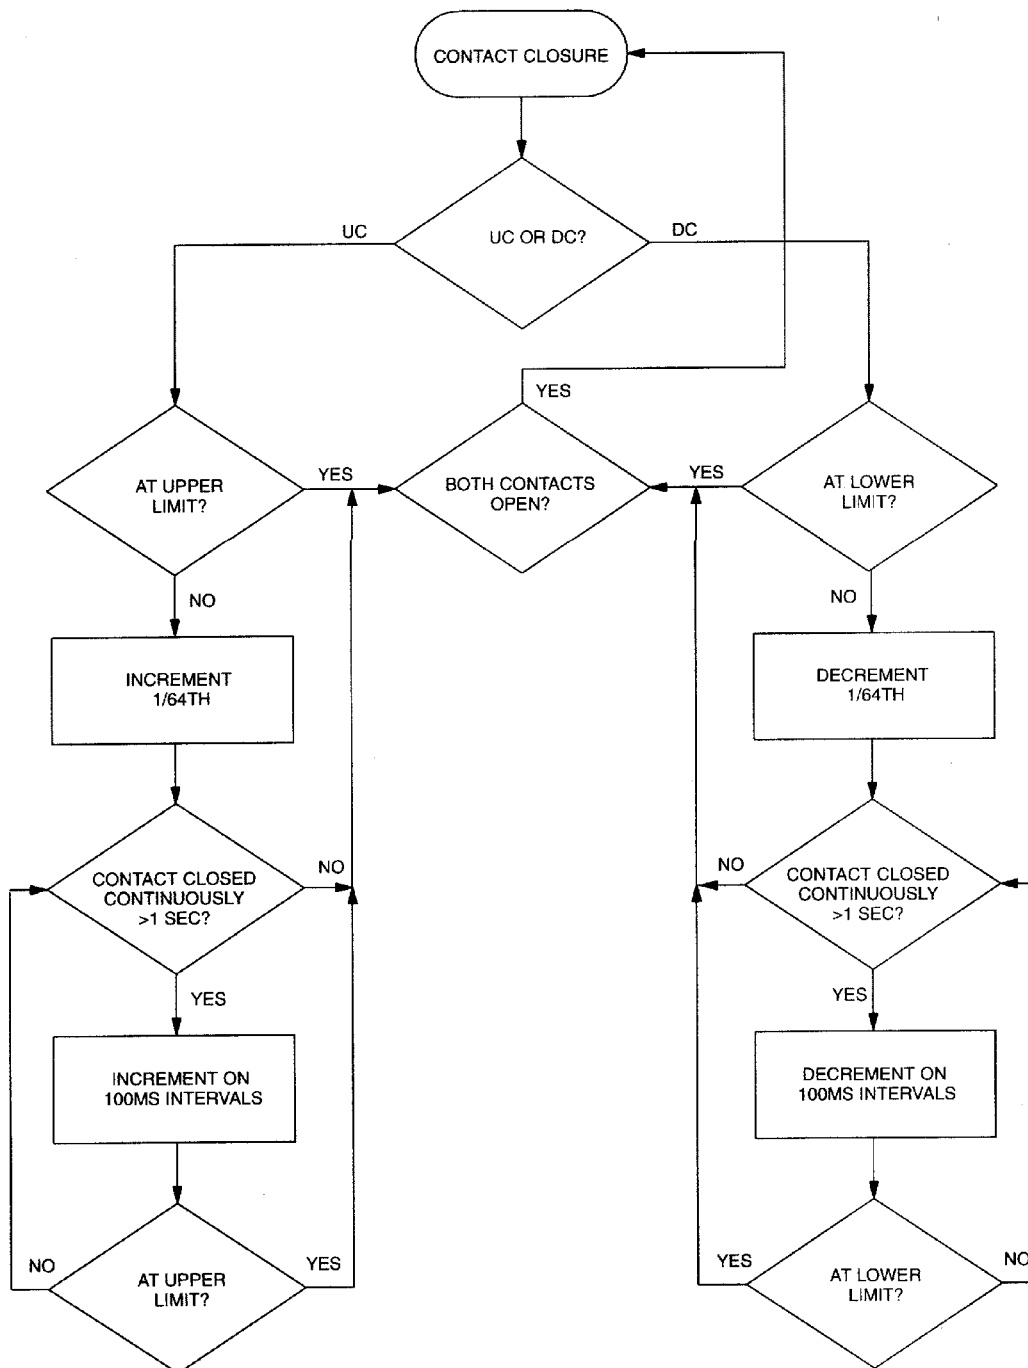 CONTACT CLOSURE
UC OR DC?
UC
DC
YES
AT UPPER
LIMIT?
YES
BOTH CONTACTS
OPEN?
YES
AT LOWER
LIMIT?
NO
NO
INCREMENT
1/64TH
DECREMENT
1/64TH
CONTACT CLOSED
CONTINUOUSLY
>1 SEC?
NO
NO
CONTACT CLOSED
CONTINUOUSLY
>1 SEC?
YES
YES
INCREMENT ON
100MS INTERVALS
DECREMENT ON
100MS INTERVALS
NO
AT UPPER
LIMIT?
YES
YES
AT LOWER
LIMIT?
NO